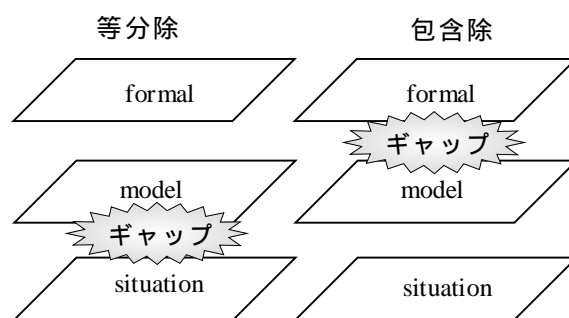 等分除
formal
model
ギャップ
situation
包含除
formal
ギャップ
model
situation